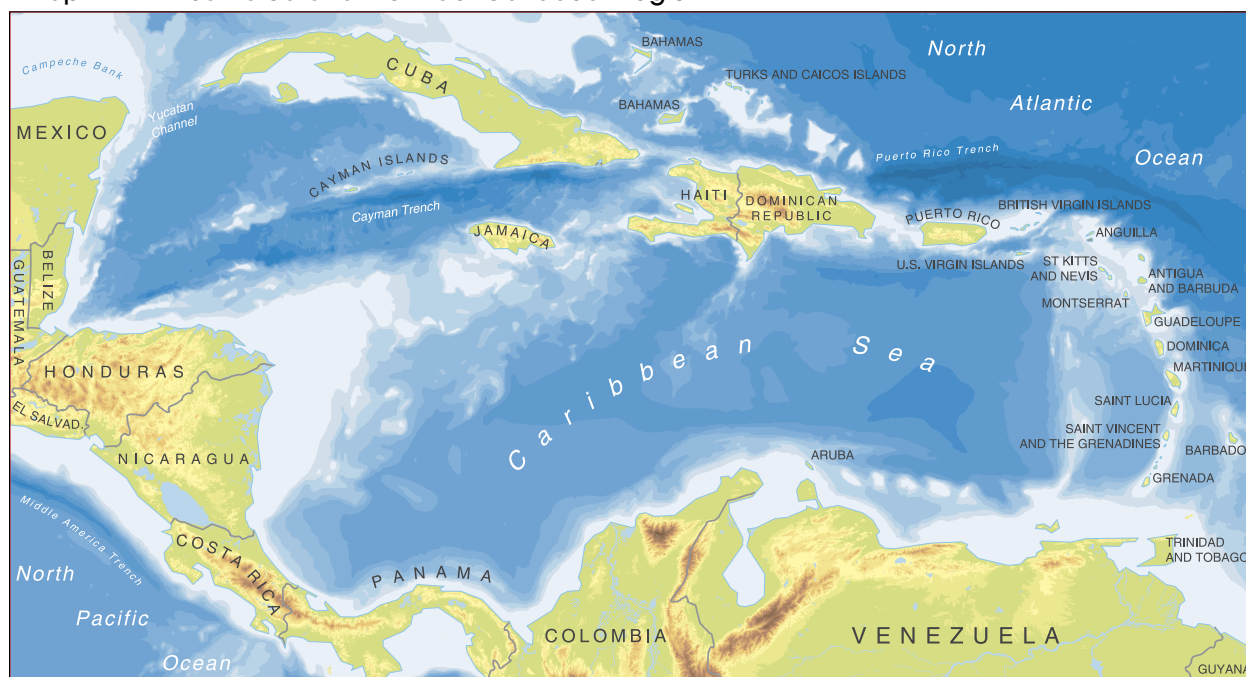 North
BAHAMAS
Campeche Bank
CUBA
TURKS AND CAICOS ISLANDS
Atlantic
BAHAMAS
Yucatan
Channel
MEXICO
Puerto Rico Trench
Ocean
CAYMAN ISLANDS
HAITI
DOMINICAN
REPUBLIC
Cayman Trench
BRITISH VIRGIN ISLANDS
PUERTO RICO
JAMAICA
ANGUILLA
GUATEMALA
BELIZE
U.S. VIRGIN ISLANDS
ST KITTS
AND NEVIS
ANTIGUA
AND BARBUDA
MONTSERRAT
GUADELOUPE
Caribbean Sea
DOMINICA
HONDURAS
MARTINIQU
EL SALVAD.
SAINT LUCIA
SAINT VINCENT
AND THE GRENADINES
NICARAGUA
BARBADO
ARUBA
GRENADA
Middle America Trench
COSTA RICA
TRINIDAD
AND TOBAGO
North
PANAMA
Pacific
COLOMBIA
VENEZUELA
Ocean
GUYANA